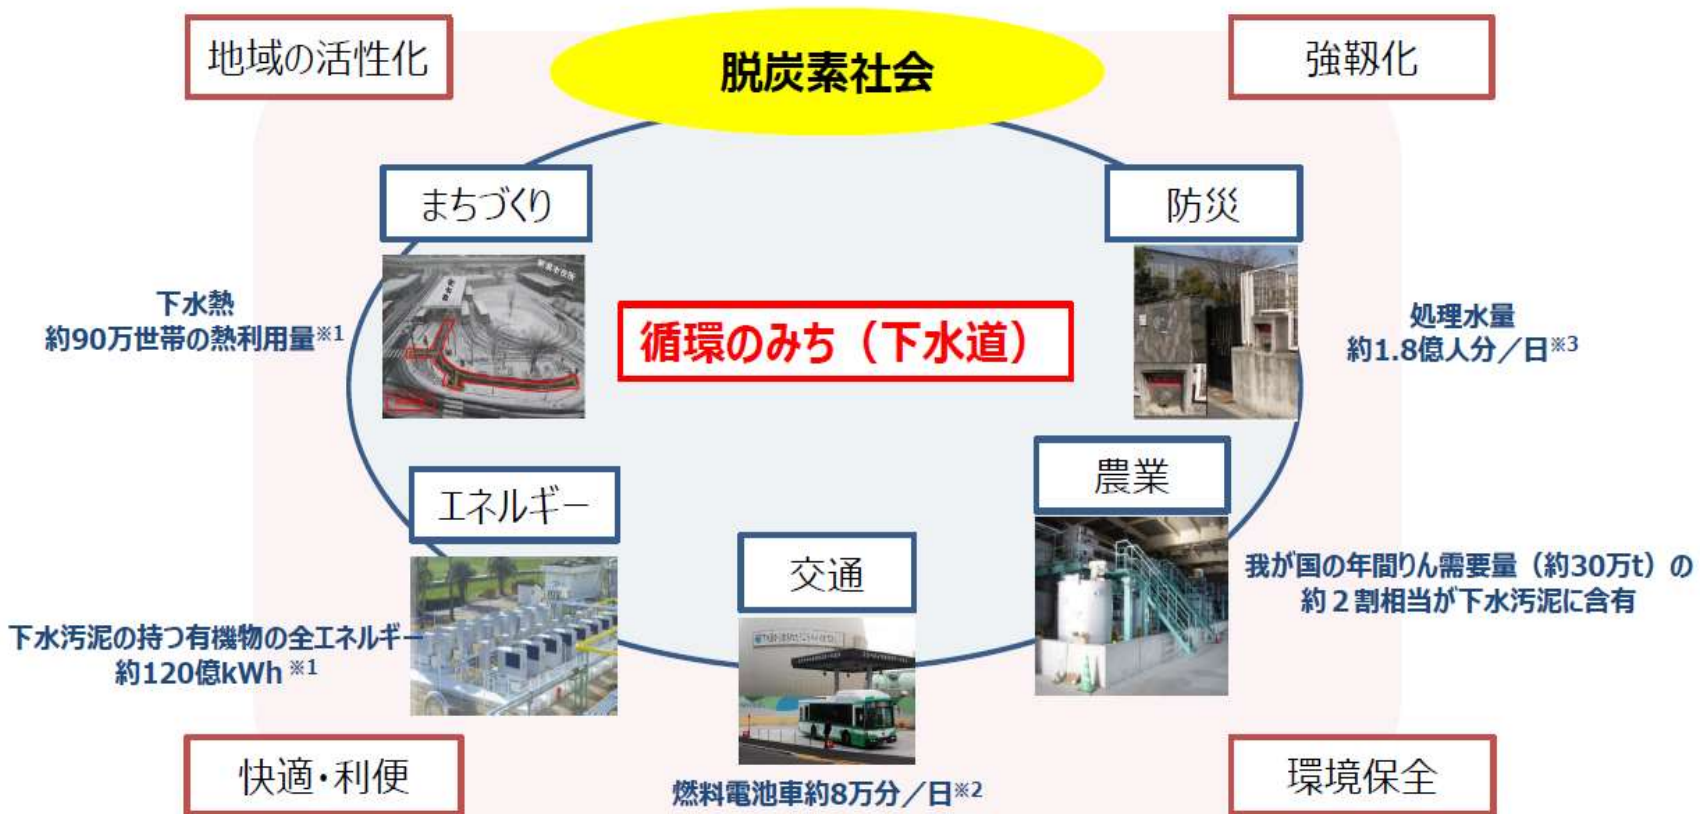 地域の活性化
脱炭素社会
強靱化
まちづくり
防災
下水熱
約90万世帯の熱利用量※1
循環のみち（下水道）
処理水量
約1.8億人分／日※3
エネルギー
農業
交通
下水汚泥の持つ有機物の全エネルギー
約120億kWh ※1
我が国の年間りん需要量（約30万t）の
約２割相当が下水汚泥に含有
快適・利便
燃料電池車約8万分／日※2
環境保全